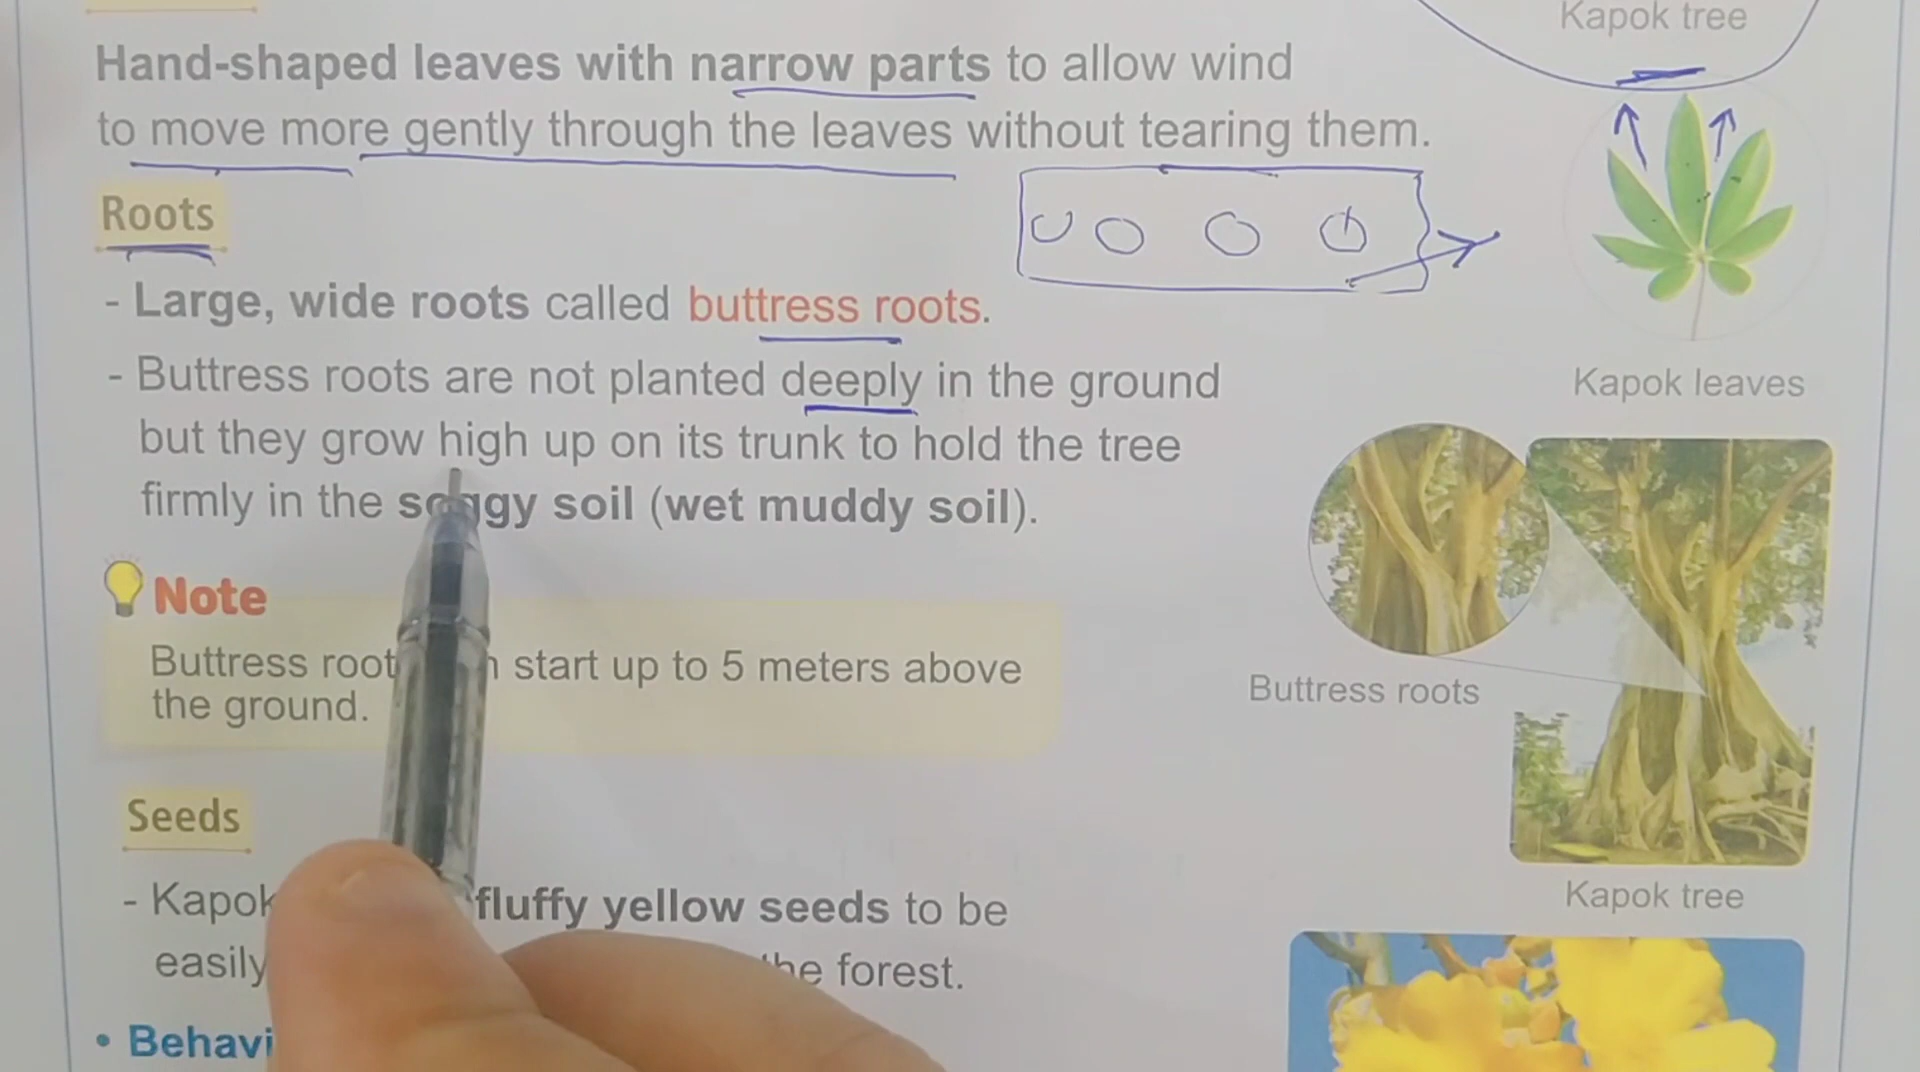 Kapok tree
Hand-shaped leaves with narrow parts to allow wind
to move more gently through the leaves without tearing them.
Roots
- Large, wide roots called buttress roots.
- Buttress roots are not planted deeply in the ground
but they grow high up on its trunk to hold the tree
firmly in the soggy soil (wet muddy soil).
Kapok leaves
Note
Buttress root start up to 5 meters above
the ground.
Buttress roots
Seeds
- Kapok fluffy yellow seeds to be
easily the forest.
Kapok tree
• Behavi